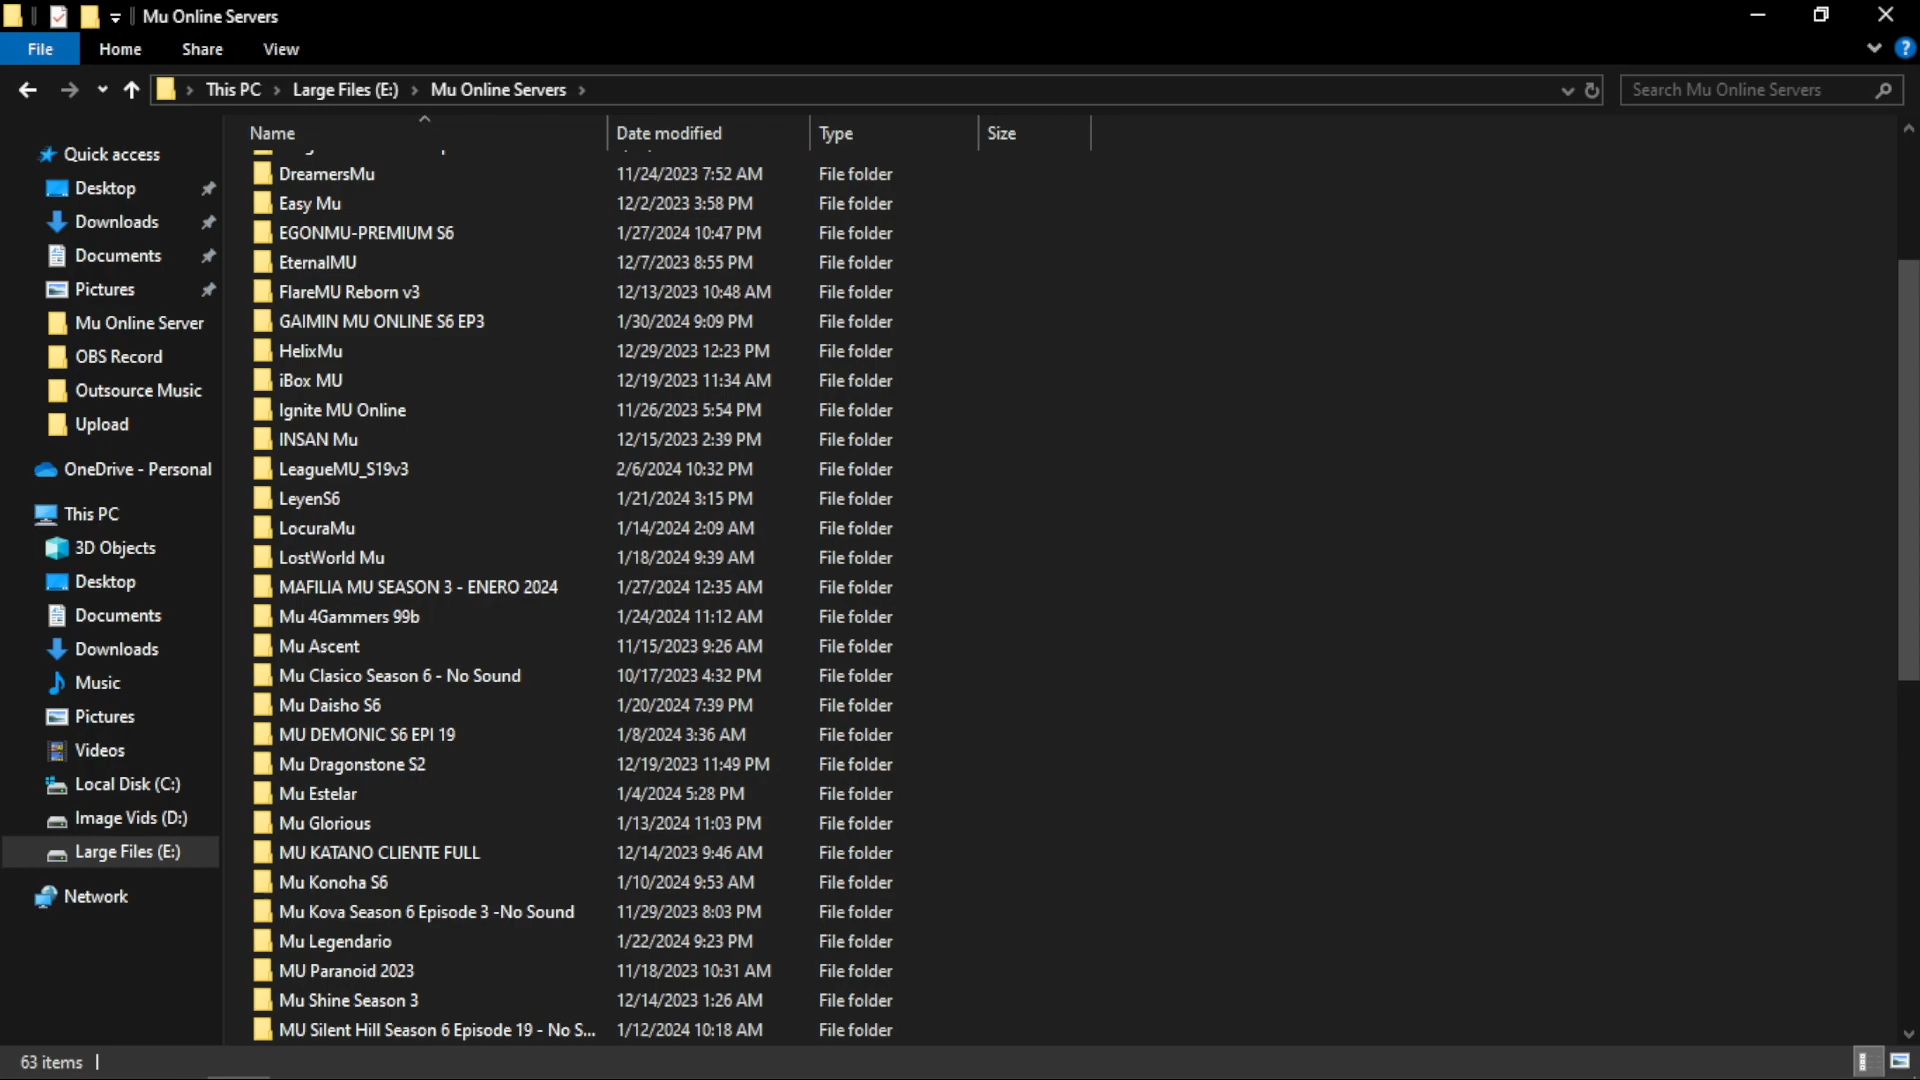 Mu Online Servers
File Home Share View
This PC Large Files (E:) Mu Online Servers
Search Mu Online Servers
Name Date modified Type Size
Quick access
Desktop
Downloads
Documents
Pictures
Mu Online Server
OBS Record
Outsource Music
Upload
OneDrive - Personal
This PC
3D Objects
Desktop
Documents
Downloads
Music
Pictures
Videos
Local Disk (C:)
Image Vids (D:)
Large Files (E:)
Network
DreamersMu 11/24/2023 7:52 AM File folder
Easy Mu 12/2/2023 3:58 PM File folder
EGONMU-PREMIUM S6 1/27/2024 10:47 PM File folder
EternalMU 12/7/2023 8:55 PM File folder
FlareMU Reborn v3 12/13/2023 10:48 AM File folder
GAIMIN MU ONLINE S6 EP3 1/30/2024 9:09 PM File folder
HelixMu 12/29/2023 12:23 PM File folder
iBox MU 12/19/2023 11:34 AM File folder
Ignite MU Online 11/26/2023 5:54 PM File folder
INSAN Mu 12/15/2023 2:39 PM File folder
LeagueMU_S19v3 2/6/2024 10:32 PM File folder
LeyenS6 1/21/2024 3:15 PM File folder
LocuraMu 1/14/2024 2:09 AM File folder
LostWorld Mu 1/18/2024 9:39 AM File folder
MAFILIA MU SEASON 3 - ENERO 2024 1/27/2024 12:35 AM File folder
Mu 4Gammers 99b 1/24/2024 11:12 AM File folder
Mu Ascent 11/15/2023 9:26 AM File folder
Mu Clasico Season 6 - No Sound 10/17/2023 4:32 PM File folder
Mu Daisho S6 1/20/2024 7:39 PM File folder
MU DEMONIC S6 EPI 19 1/8/2024 3:36 AM File folder
Mu Dragonstone S2 12/19/2023 11:49 PM File folder
Mu Estelar 1/4/2024 5:28 PM File folder
Mu Glorious 1/13/2024 11:03 PM File folder
MU KATANO CLIENTE FULL 12/14/2023 9:46 AM File folder
Mu Konoha S6 1/10/2024 9:53 AM File folder
Mu Kova Season 6 Episode 3 -No Sound 11/29/2023 8:03 PM File folder
Mu Legendario 1/22/2024 9:23 PM File folder
MU Paranoid 2023 11/18/2023 10:31 AM File folder
Mu Shine Season 3 12/14/2023 1:26 AM File folder
MU Silent Hill Season 6 Episode 19 - No S... 1/12/2024 10:18 AM File folder
63 items